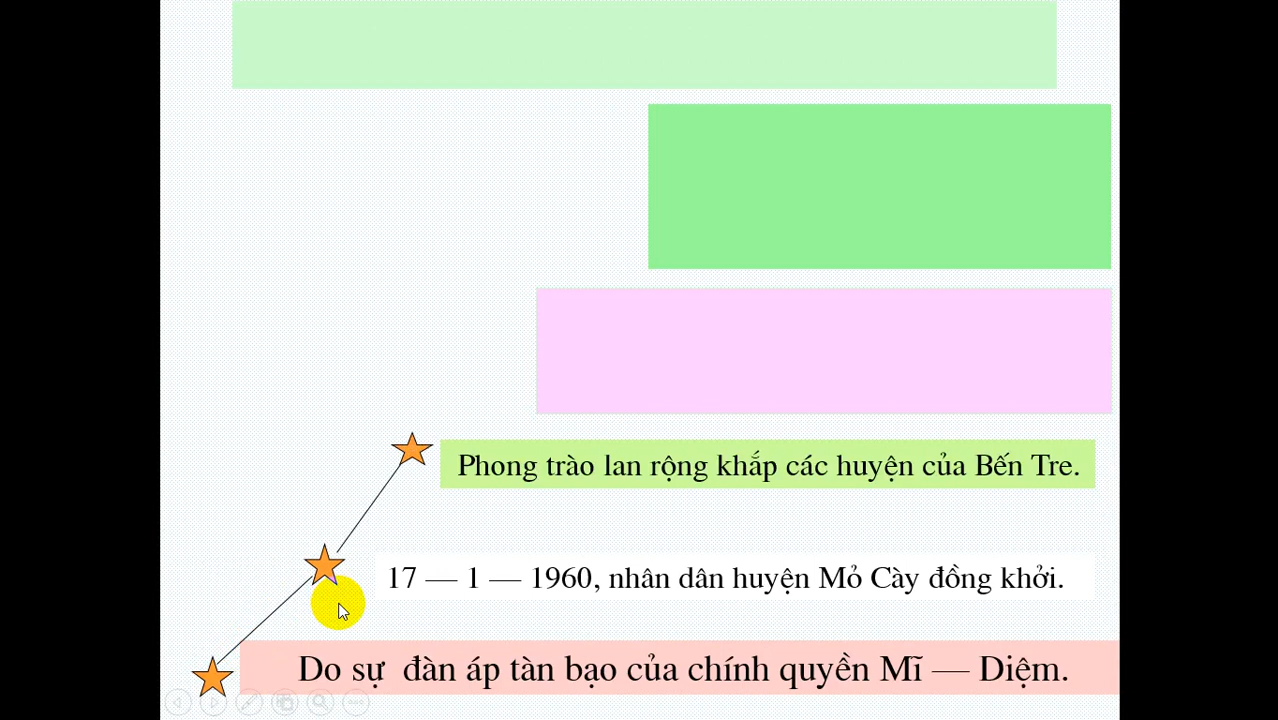 Phong trào lan rộng khắp các huyện của Bến Tre.
17 — 1 — 1960, nhân dân huyện Mỏ Cày đồng khởi.
Do sự đàn áp tàn bạo của chính quyền Mĩ — Diệm.